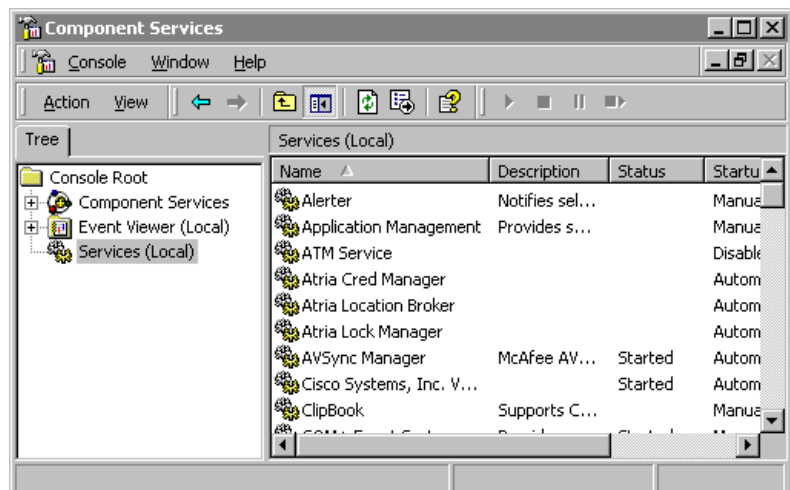 Component Services
Console Window Help
Action View
Tree
Services (Local)
Console Root
Component Services
Event Viewer (Local)
Services (Local)
Name Description Status Startu
Alerter Notifies sel... Manua
Application Management Provides s... Manua
ATM Service Disable
Atria Cred Manager Autom
Atria Location Broker Autom
Atria Lock Manager Autom
AVSync Manager McAfee AV... Started Autom
Cisco Systems, Inc. V... Started Autom
ClipBook Supports C... Manua